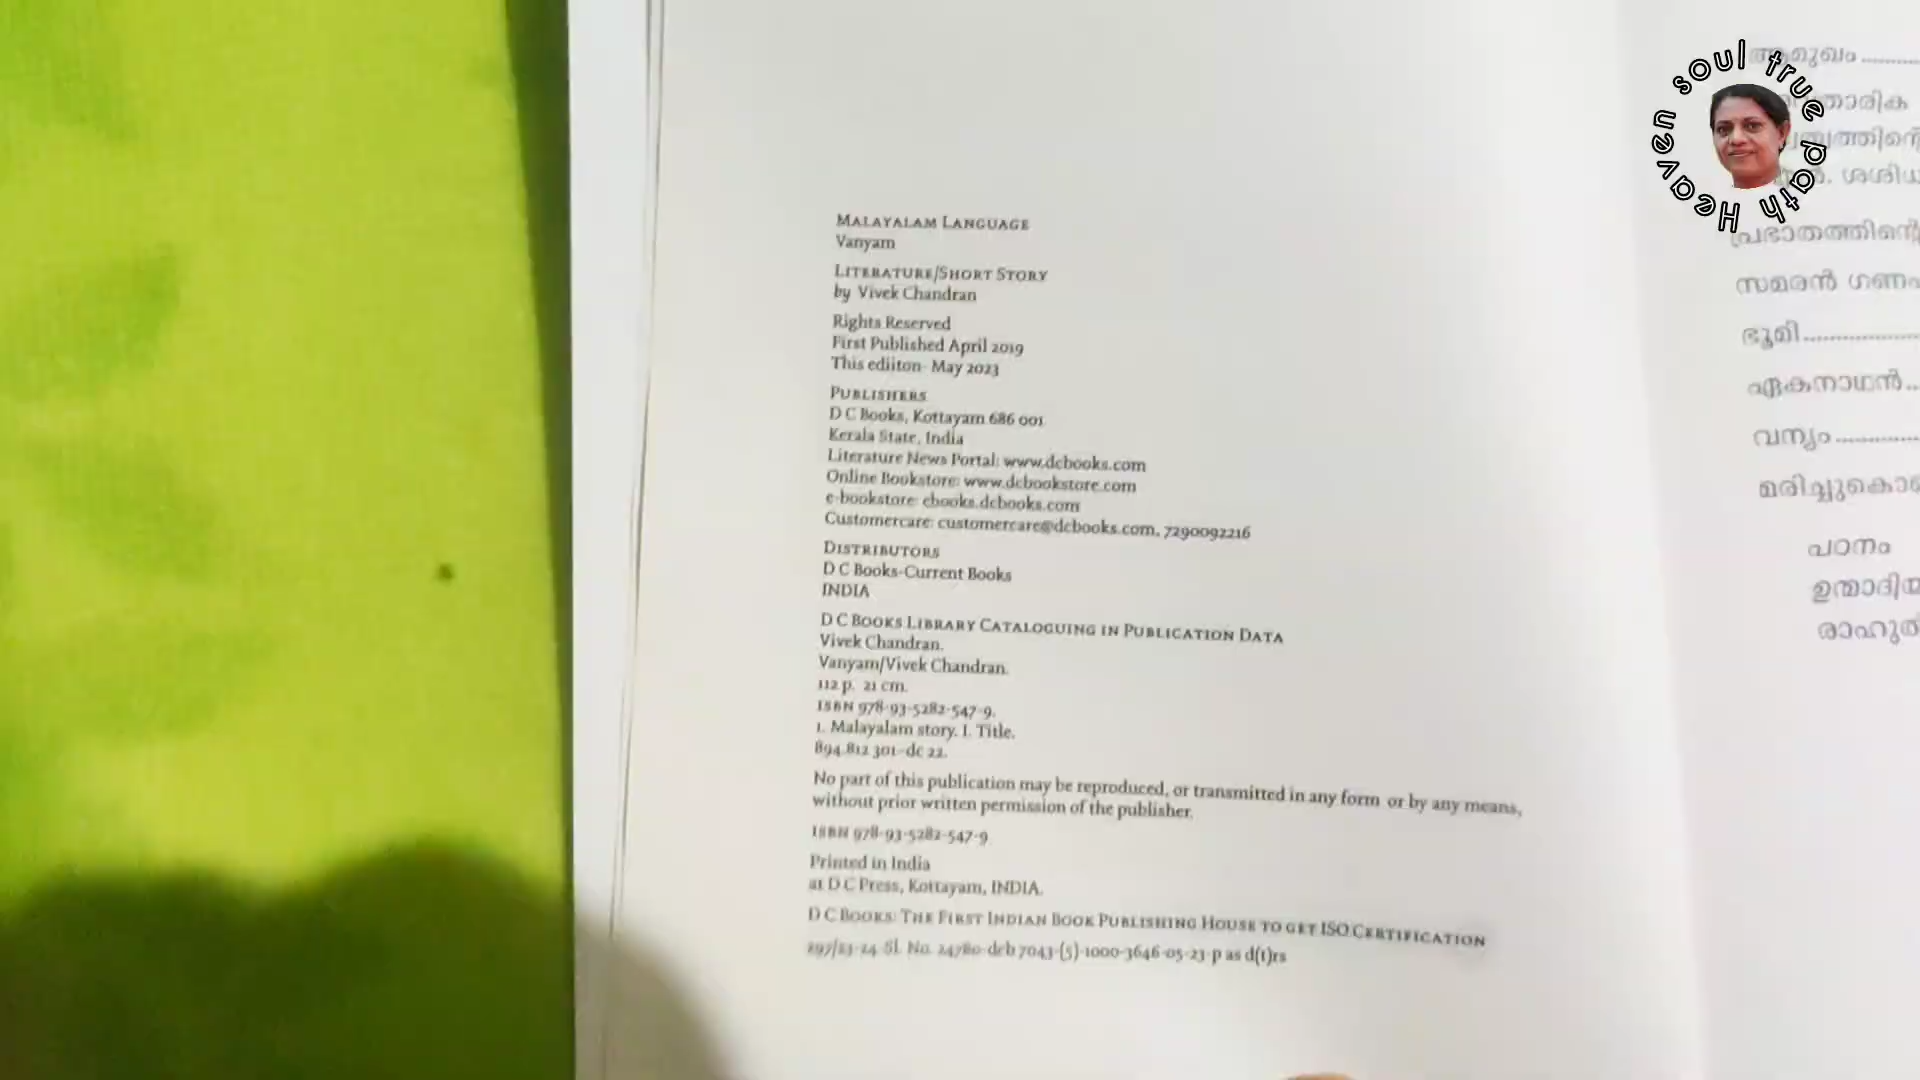 MALAYALAM LANGUAGE
Vanyam
LITERATURE/SHORT STORY
by Vivek Chandran
Rights Reserved
First Published April 2019
This ediiton- May 2023
PUBLISHERS
D C Books, Kottayam 686 001
Kerala State, India
Literature News Portal: www.dcbooks.com
Online Bookstore: www.dcbookstore.com
e-bookstore: ebooks.dcbooks.com
Customercare: customercare@dcbooks.com, 7290092216
DISTRIBUTORS
D C Books-Current Books
INDIA
D C BOOKS LIBRARY CATALOGUING IN PUBLICATION DATA
Vivek Chandran.
Vanyam/Vivek Chandran.
112 p. 21 cm.
ISBN 978-93-5282-547-9.
1. Malayalam story. I. Title.
894.812 301-dc 22.
No part of this publication may be reproduced, or transmitted in any form or by any means,
without prior written permission of the publisher.
ISBN 978-93-5282-547-9
Printed in India
at D C Press, Kottayam, INDIA.
D C BOOKS: THE FIRST INDIAN BOOK PUBLISHING HOUSE TO GET ISO CERTIFICATION
297/23-24 Sl. No. 24780-dcb 7043-(5)-1000-3646-05-23-p as d(t)rs
ആമുഖം
പ്രഭാതത്തിന്റെ
സമരൻ
ഭൂമി
ഏകനാഥൻ
വന്യം
പഠനം
Heaven soul true path